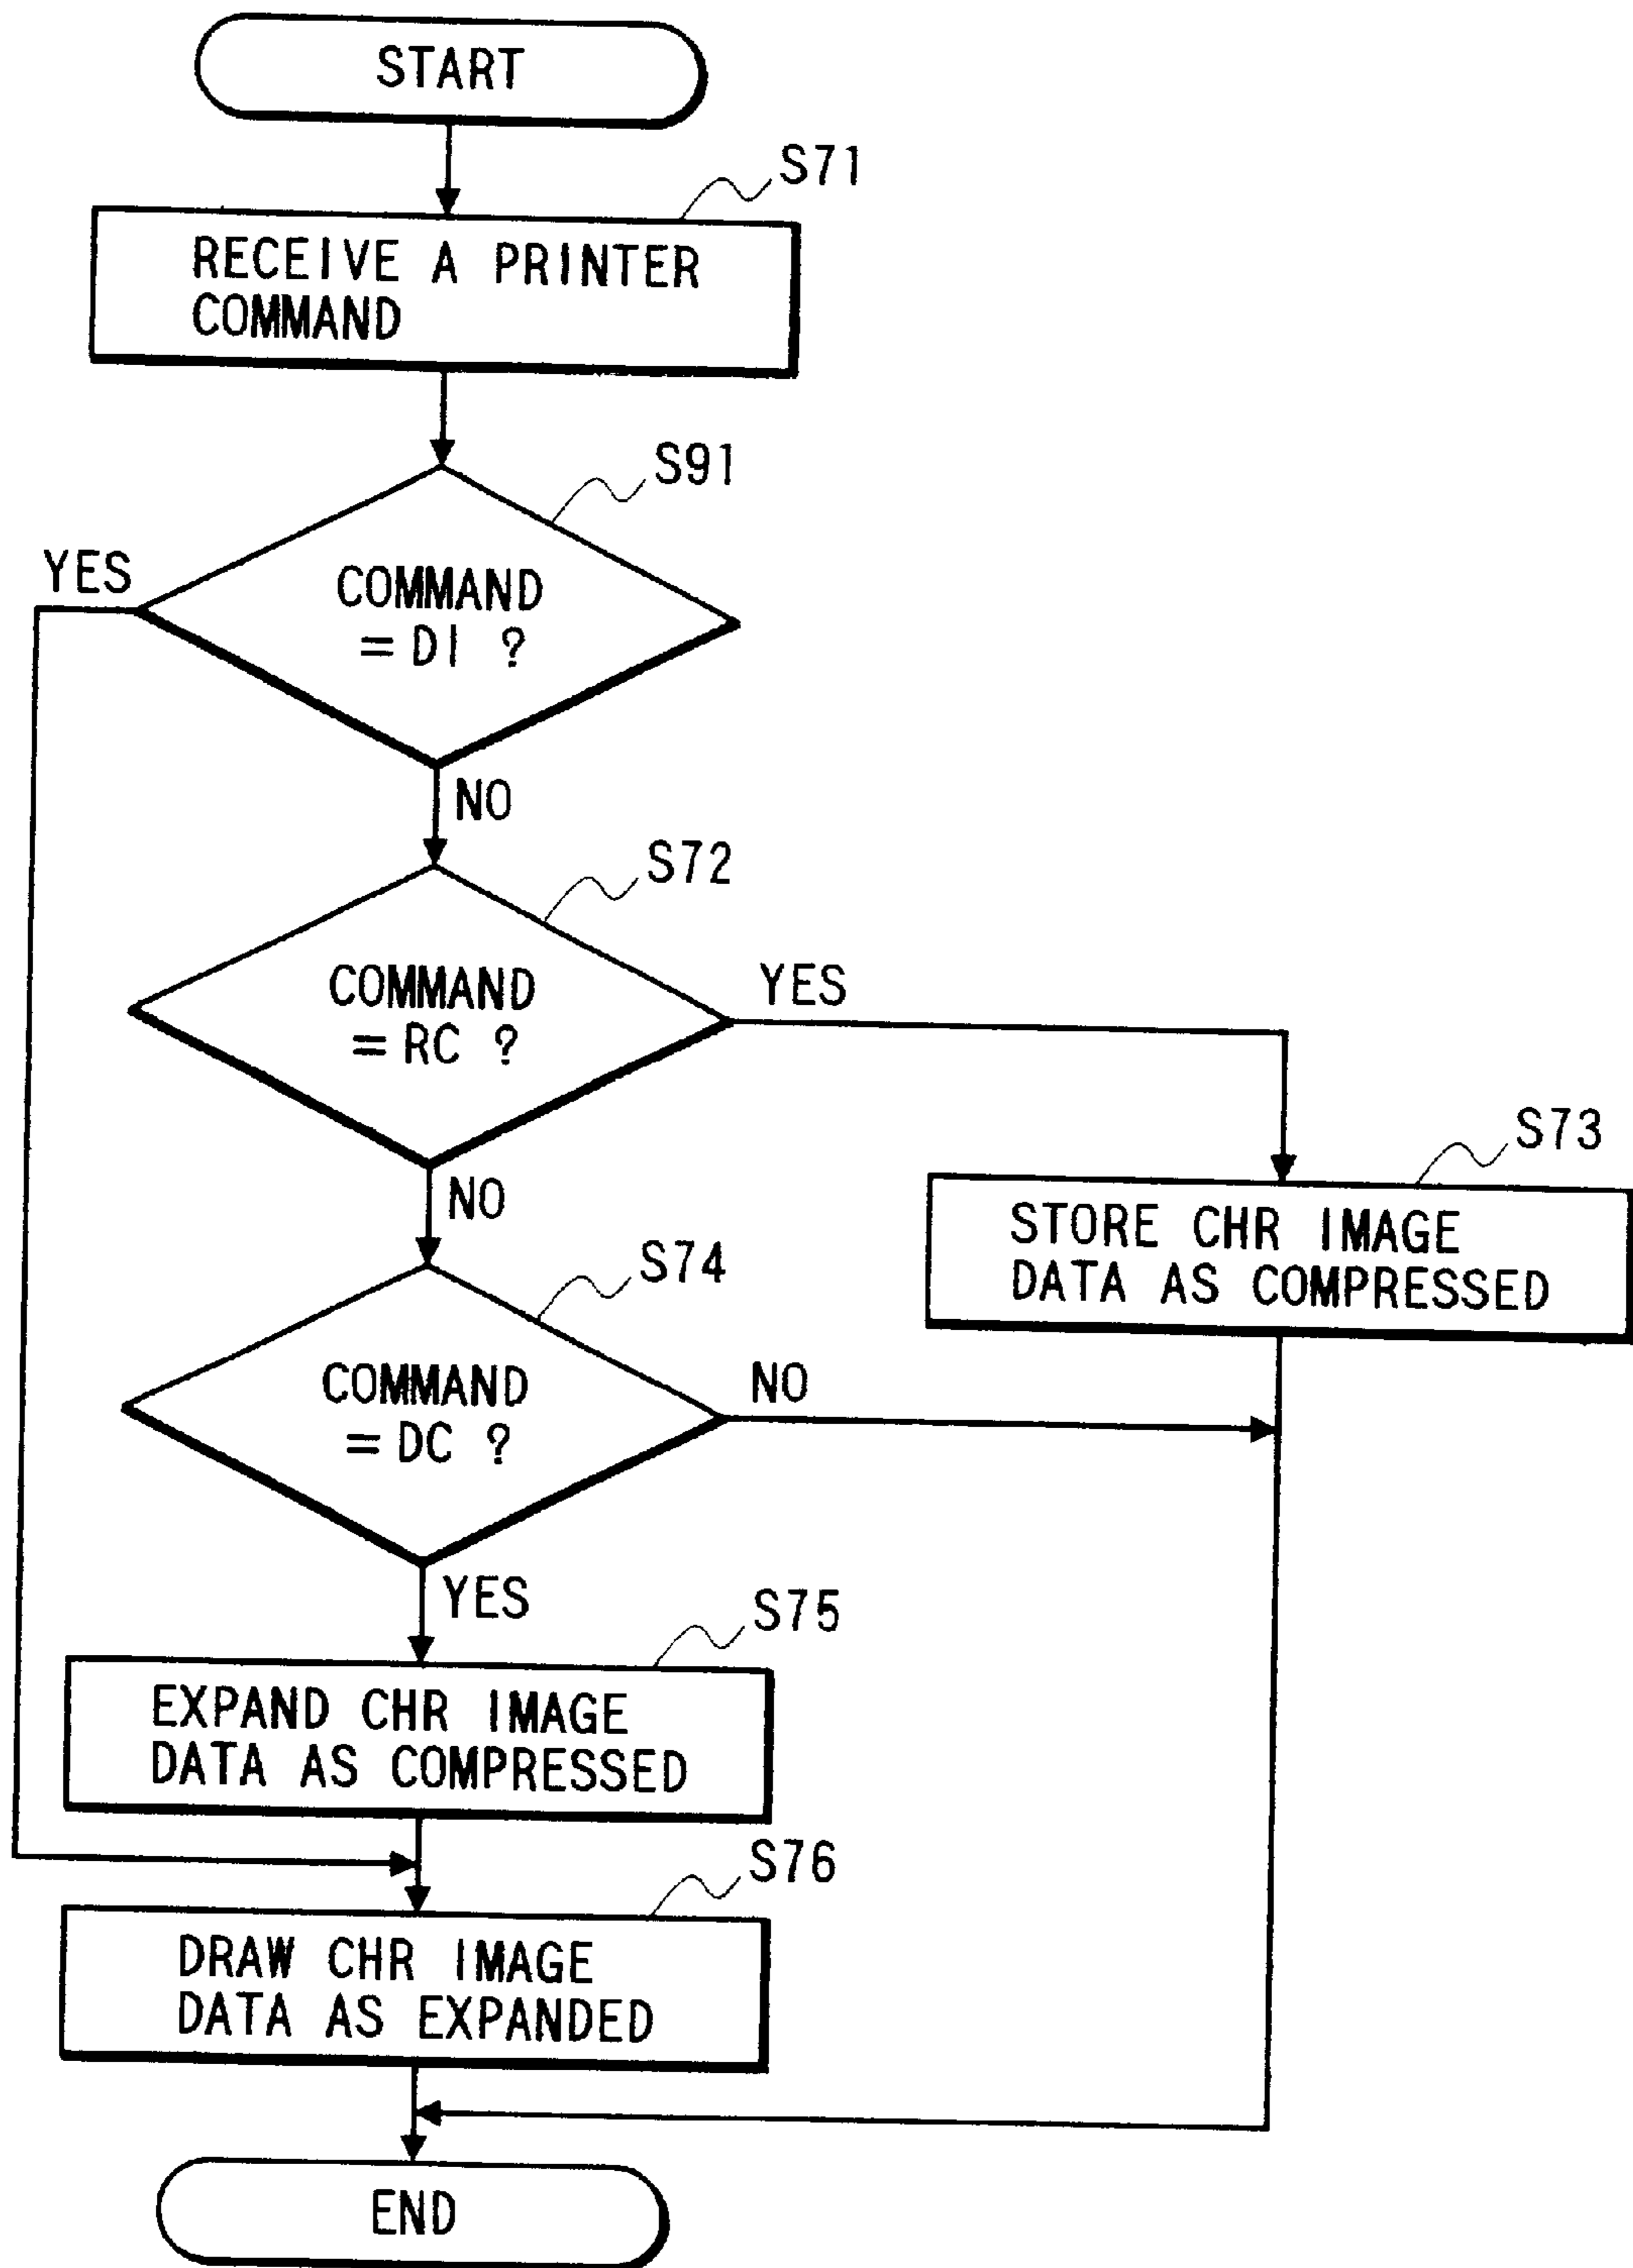 START
S71
RECEIVE A PRINTER
COMMAND
S91
YES
COMMAND
= DI ?
NO
S72
COMMAND
= RC ?
YES
S73
STORE CHR IMAGE
DATA AS COMPRESSED
NO
S74
COMMAND
= DC ?
NO
YES
S75
EXPAND CHR IMAGE
DATA AS COMPRESSED
S76
DRAW CHR IMAGE
DATA AS EXPANDED
END